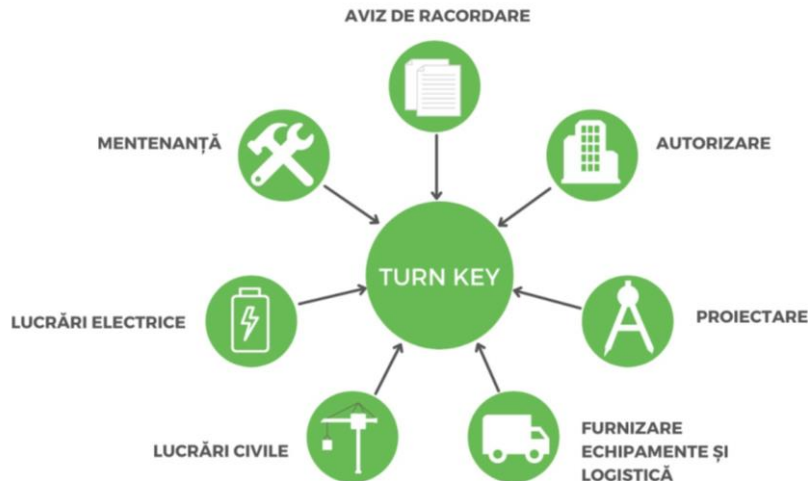 AVIZ DE RACORDARE
MENTENANȚĂ
AUTORIZARE
TURN KEY
LUCRĂRI ELECTRICE
PROIECTARE
LUCRĂRI CIVILE
FURNIZARE
ECHIPAMENTE ȘI
LOGISTICĂ